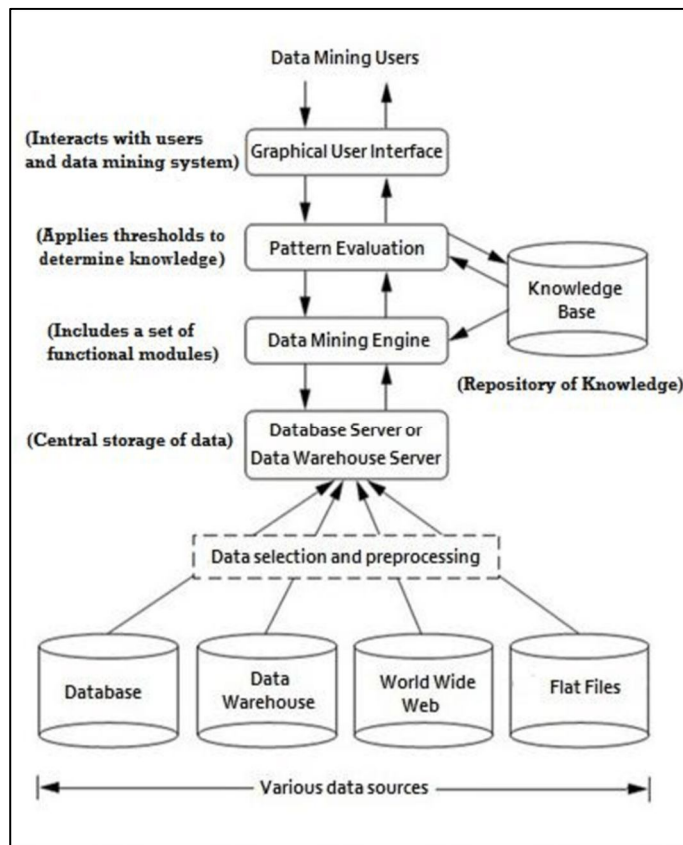 Data Mining Users
(Interacts with users
and data mining system)
Graphical User Interface
(Applies thresholds to
determine knowledge)
Pattern Evaluation
Knowledge
Base
(Includes a set of
functional modules)
Data Mining Engine
(Repository of Knowledge)
(Central storage of data)
Database Server or
Data Warehouse Server
Data selection and preprocessing
Database
Data
Warehouse
World Wide
Web
Flat Files
Various data sources